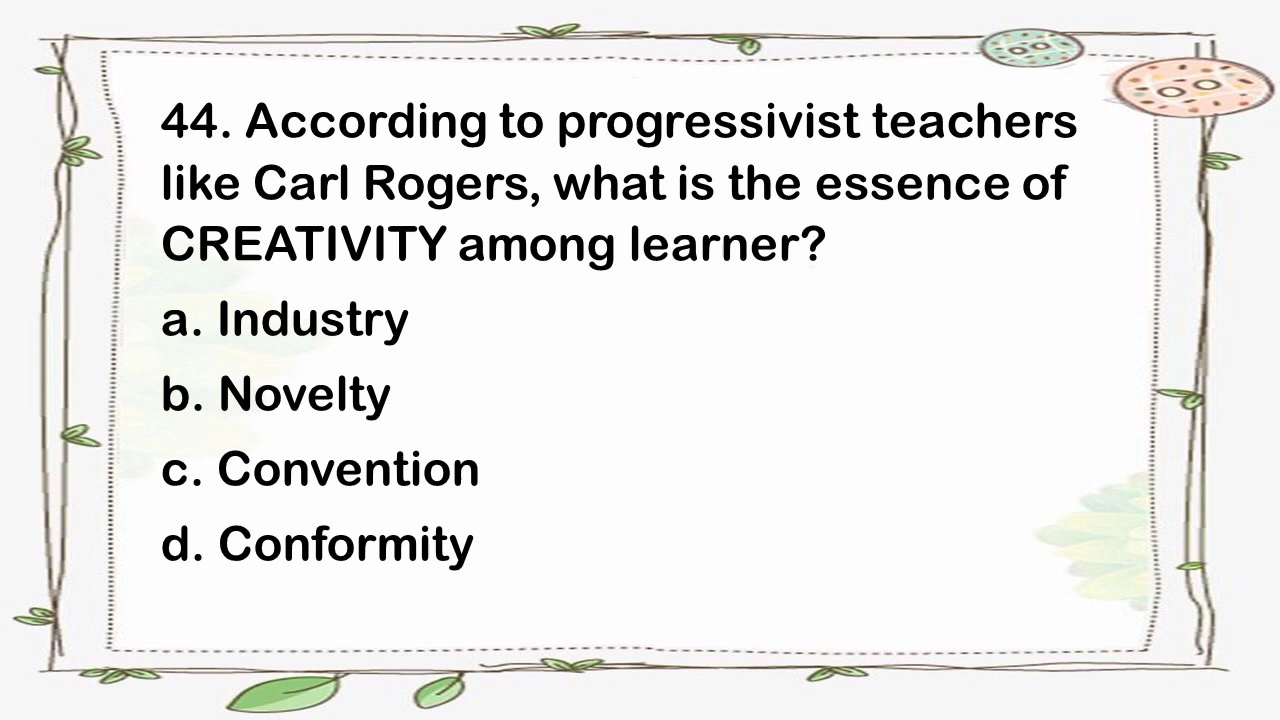 44. According to progressivist teachers
like Carl Rogers, what is the essence of
CREATIVITY among learner?
a. Industry
b. Novelty
c. Convention
d. Conformity